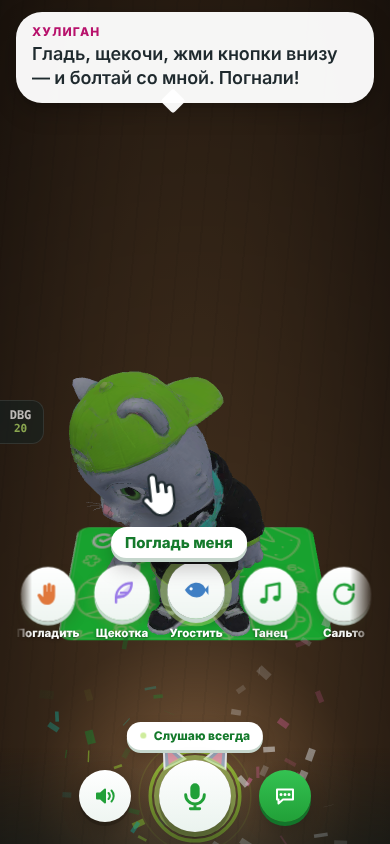 ХУЛИГАН
Гладь, щекочи, жми кнопки внизу
— и болтай со мной. Погнали!
DBG
20
Погладь меня
Погладить Щекотка Угостить Танец Сальто
Слушаю всегда